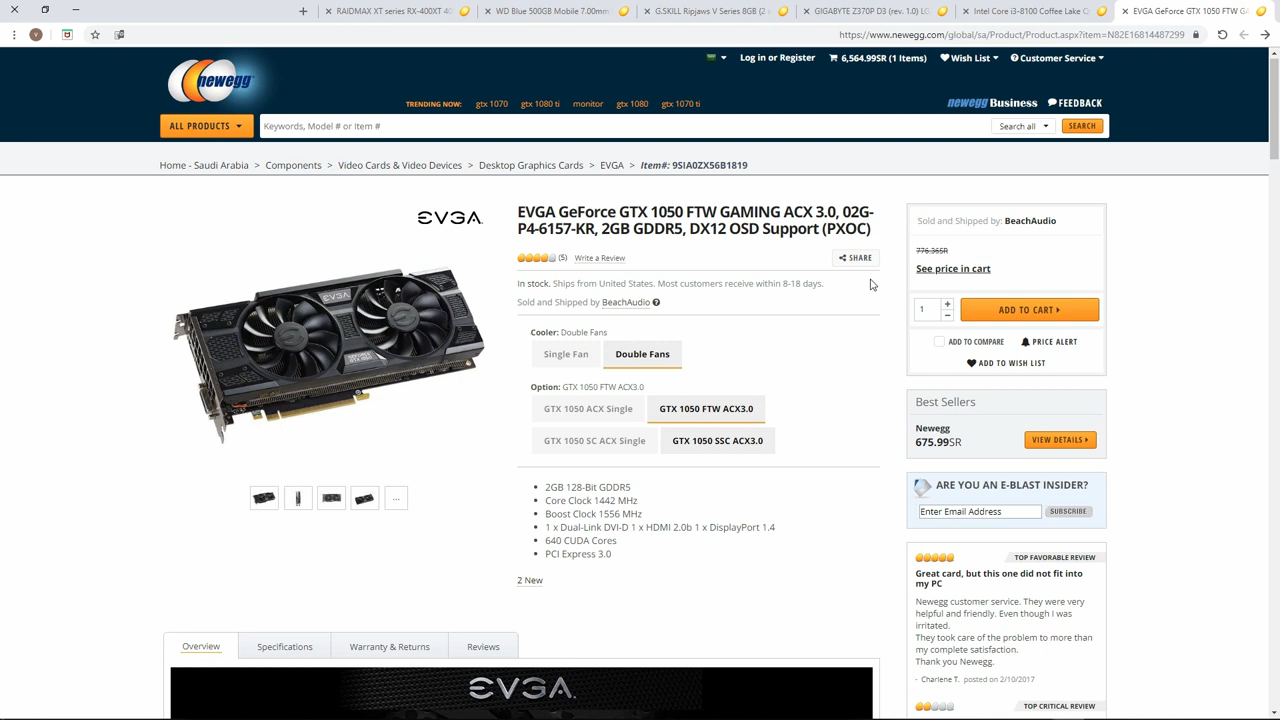 RAIDMAX XT series RX-400XT 40
WD Blue 500GB Mobile 7.00mm
G.SKILL Ripjaws V Series 8GB (2 x
GIGABYTE Z370P D3 (rev. 1.0) L
Intel Core i3-8100 Coffee Lake
EVGA GeForce GTX 1050 FTW GA
https://www.newegg.com/global/sa/Product/Product.aspx?item=N82E16814487299
newegg
Log in or Register
6,564.99SR (1 Items)
Wish List
Customer Service
TRENDING NOW: gtx 1070 gtx 1080 ti monitor gtx 1080 gtx 1070 ti
newegg Business
FEEDBACK
ALL PRODUCTS
Keywords, Model # or Item #
Search all
SEARCH
Home - Saudi Arabia > Components > Video Cards & Video Devices > Desktop Graphics Cards > EVGA > Item#: 9SIA0ZX56B1819
EVGA
EVGA GeForce GTX 1050 FTW GAMING ACX 3.0, 02G-
P4-6157-KR, 2GB GDDR5, DX12 OSD Support (PXOC)
(5) Write a Review
SHARE
In stock. Ships from United States. Most customers receive within 8-18 days.
Sold and Shipped by BeachAudio
Cooler: Double Fans
Single Fan
Double Fans
Option: GTX 1050 FTW ACX3.0
GTX 1050 ACX Single
GTX 1050 FTW ACX3.0
GTX 1050 SC ACX Single
GTX 1050 SSC ACX3.0
2GB 128-Bit GDDR5
Core Clock 1442 MHz
Boost Clock 1556 MHz
1 x Dual-Link DVI-D 1 x HDMI 2.0b 1 x DisplayPort 1.4
640 CUDA Cores
PCI Express 3.0
2 New
Sold and Shipped by: BeachAudio
776.36SR
See price in cart
1
ADD TO CART
ADD TO COMPARE
PRICE ALERT
ADD TO WISH LIST
Best Sellers
Newegg
675.99SR
VIEW DETAILS
ARE YOU AN E-BLAST INSIDER?
Enter Email Address
SUBSCRIBE
TOP FAVORABLE REVIEW
Great card, but this one did not fit into
my PC
Newegg customer service. They were very
helpful and friendly. Even though I was
irritated.
They took care of the problem to more than
my complete satisfaction.
Thank you Newegg.
- Charlene T. posted on 2/10/2017
TOP CRITICAL REVIEW
Overview
Specifications
Warranty & Returns
Reviews
EVGA.